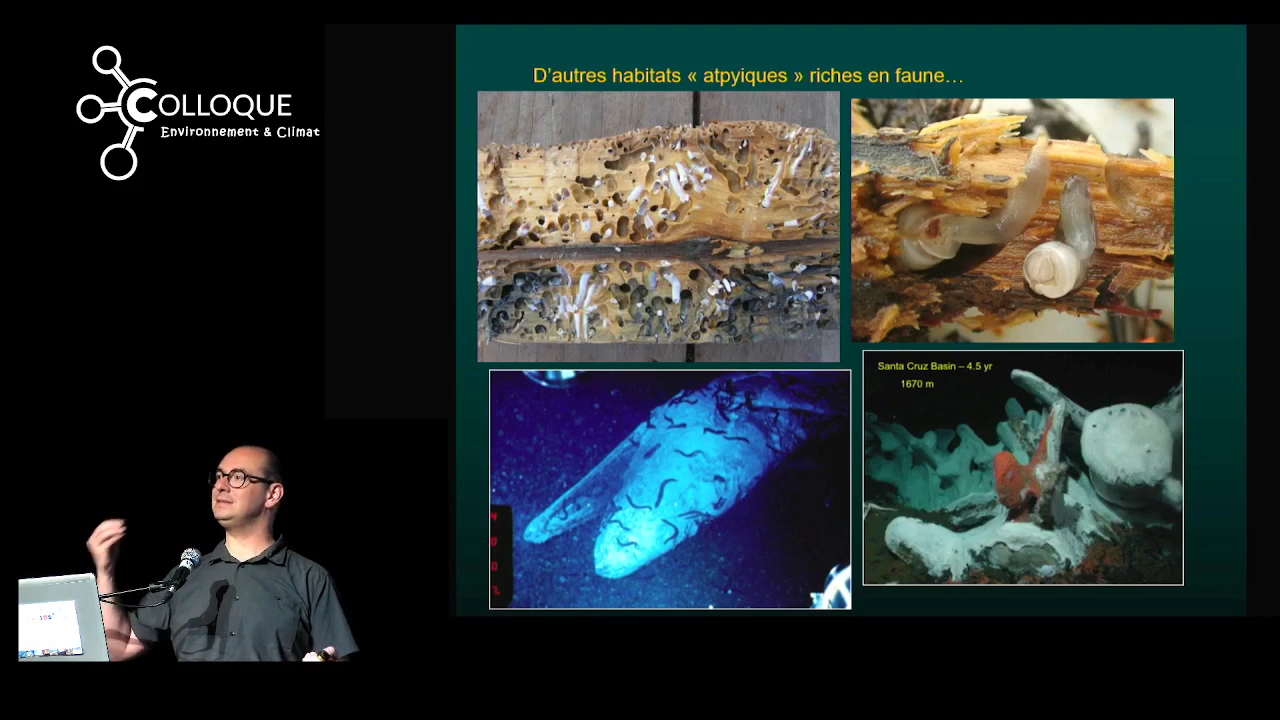 COLLOQUE
Environnement & Climat
D'autres habitats « atpyiques » riches en faune…
Santa Cruz Basin – 4.5 yr
1670 m